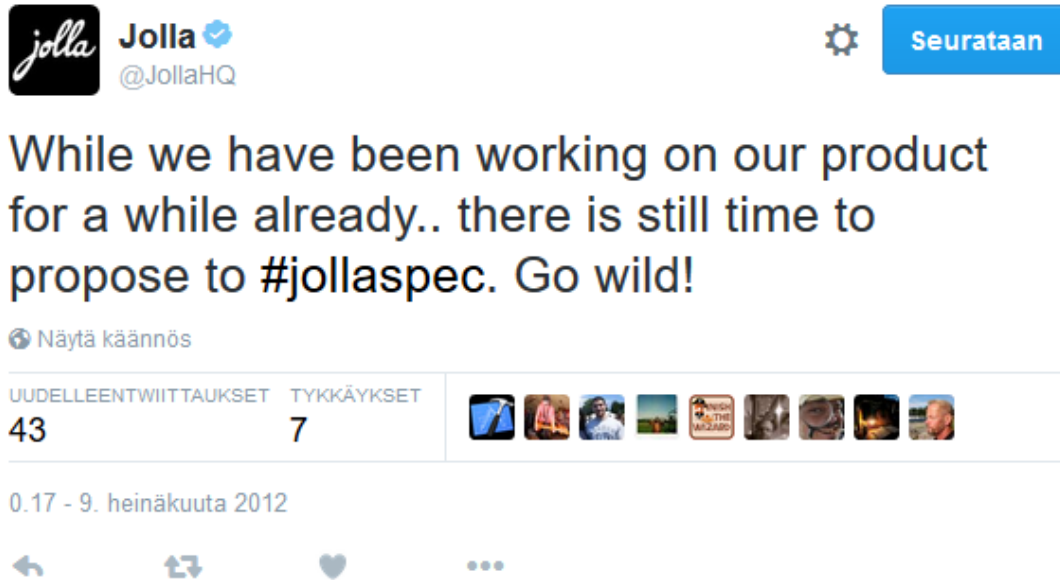 jolla
Jolla
@JollaHQ
Seurataan
While we have been working on our product
for a while already.. there is still time to
propose to #jollaspec. Go wild!
Näytä käännös
UUDELLEENTWIITTAUKSET TYKKÄYKSET
43 7
0.17 - 9. heinäkuuta 2012